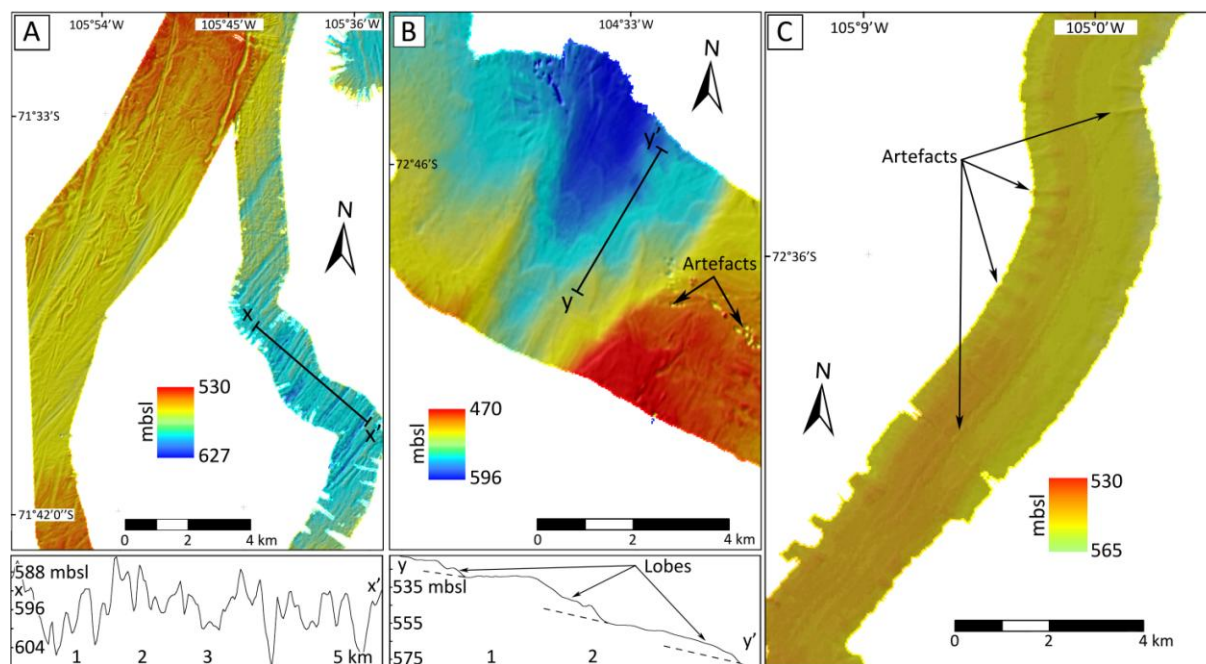 A
105°54'W
105°45'W
105°36'W
71°33'S
N
x
x'
530
mbsl
627
71°42'0''S
0
2
4 km
588 mbsl
x
x'
596
604
1
2
3
5 km
B
104°33'W
N
72°46'S
y'
y
Artefacts
470
mbsl
596
0
2
4 km
y
535
mbsl
Lobes
555
575
1
2
y'
C
105°9'W
105°0'W
Artefacts
72°36'S
N
530
mbsl
565
0
2
4 km